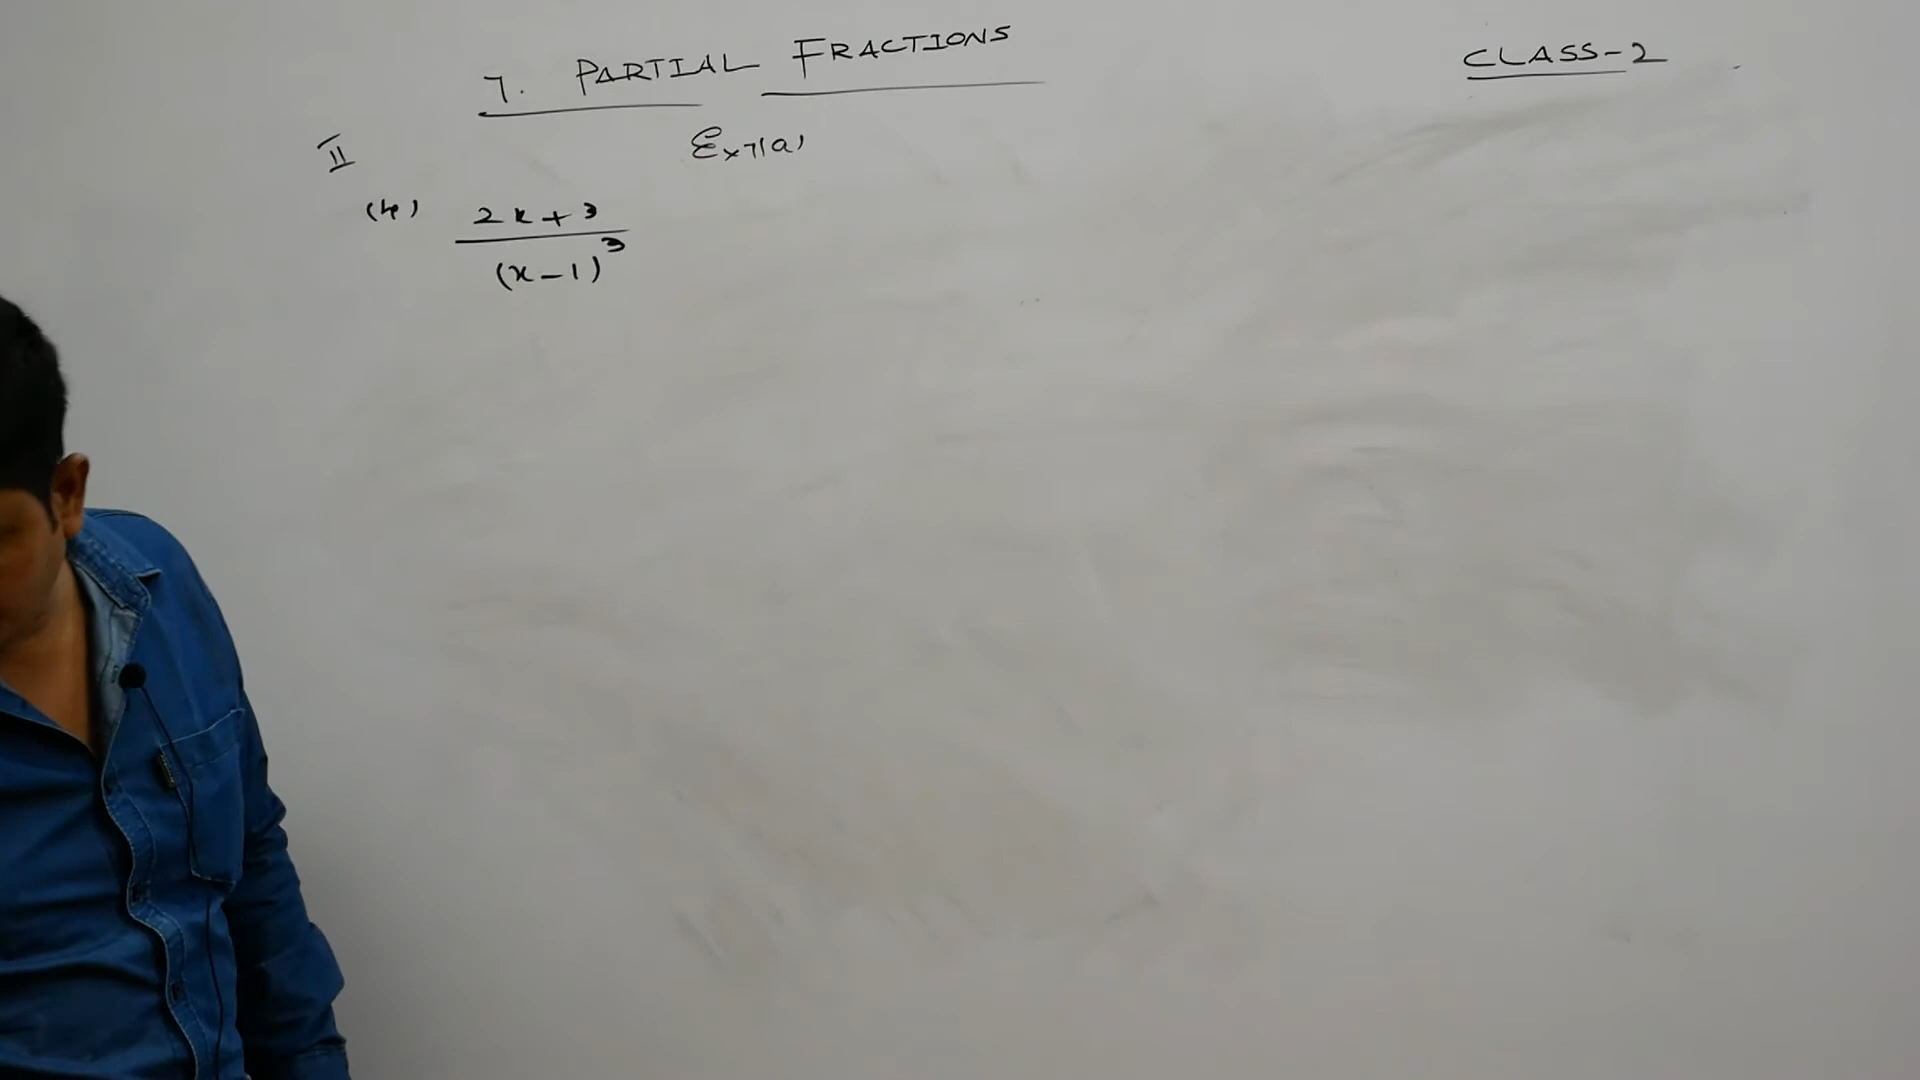 7. PARTIAL FRACTIONS
CLASS-2
Ex 7(a)
II
(4) 2x+3
(x-1)^3